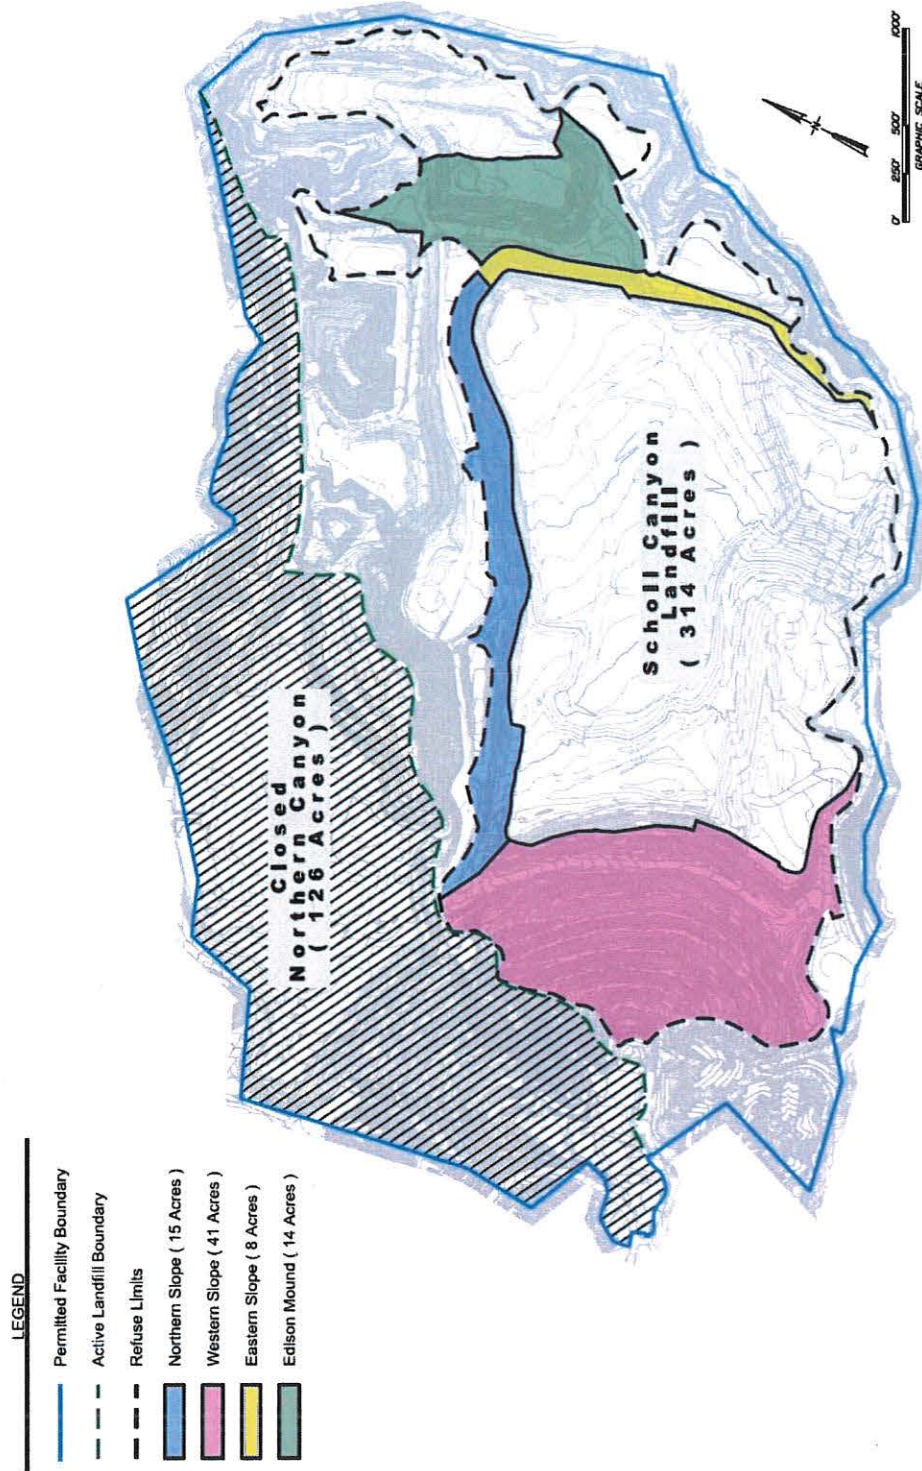 LEGEND
Permitted Facility Boundary
Active Landfill Boundary
Refuse Limits
Northern Slope ( 15 Acres )
Western Slope ( 41 Acres )
Eastern Slope ( 8 Acres )
Edison Mound ( 14 Acres )
Closed
Northern Canyon
( 126 Acres )
Scholl Canyon
Landfill
( 314 Acres )
N
0' 250' 500' 1000'
GRAPHIC SCALE